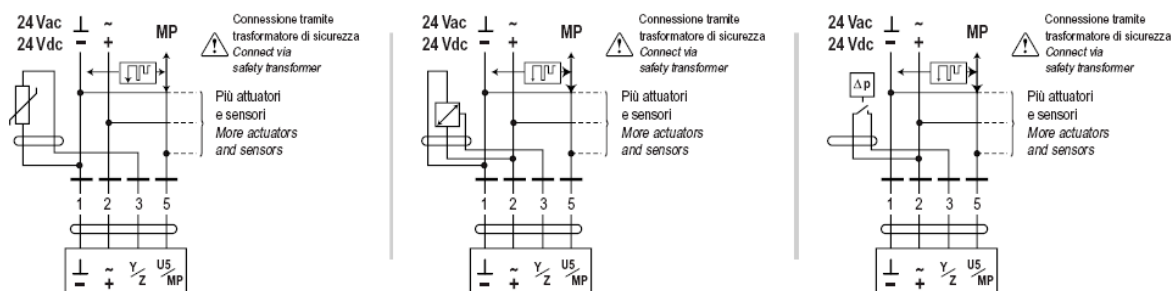 24 Vac ⊥ ~ MP
24 Vdc - +
Connessione tramite
trasformatore di sicurezza
Connect via
safety transformer
Più attuatori
e sensori
More actuators
and sensors
1 2 3 5
⊥ ~ Y/Z U5/MP
- +
24 Vac ⊥ ~ MP
24 Vdc - +
Connessione tramite
trasformatore di sicurezza
Connect via
safety transformer
Più attuatori
e sensori
More actuators
and sensors
1 2 3 5
⊥ ~ Y/Z U5/MP
- +
24 Vac ⊥ ~ MP
24 Vdc - +
Connessione tramite
trasformatore di sicurezza
Connect via
safety transformer
Δp
Più attuatori
e sensori
More actuators
and sensors
1 2 3 5
⊥ ~ Y/Z U5/MP
- +